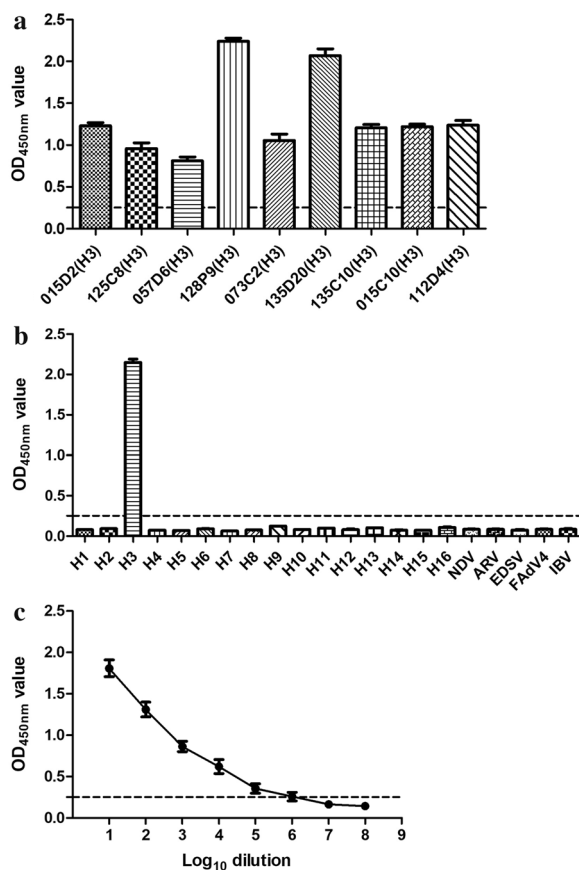 a
OD450nm value
2.5
2.0
1.5
1.0
0.5
0.0
015D2(H3)
125C8(H3)
057D6(H3)
128P9(H3)
073C2(H3)
135D20(H3)
135C10(H3)
015C10(H3)
112D4(H3)
b
OD450nm value
2.5
2.0
1.5
1.0
0.5
0.0
H1
H2
H3
H4
H5
H6
H7
H8
H9
H10
H11
H12
H13
H14
H15
H16
NDV
ARV
EDSV
FAdV4
IBV
c
OD450nm value
2.5
2.0
1.5
1.0
0.5
0.0
1 2 3 4 5 6 7 8 9
Log10 dilution